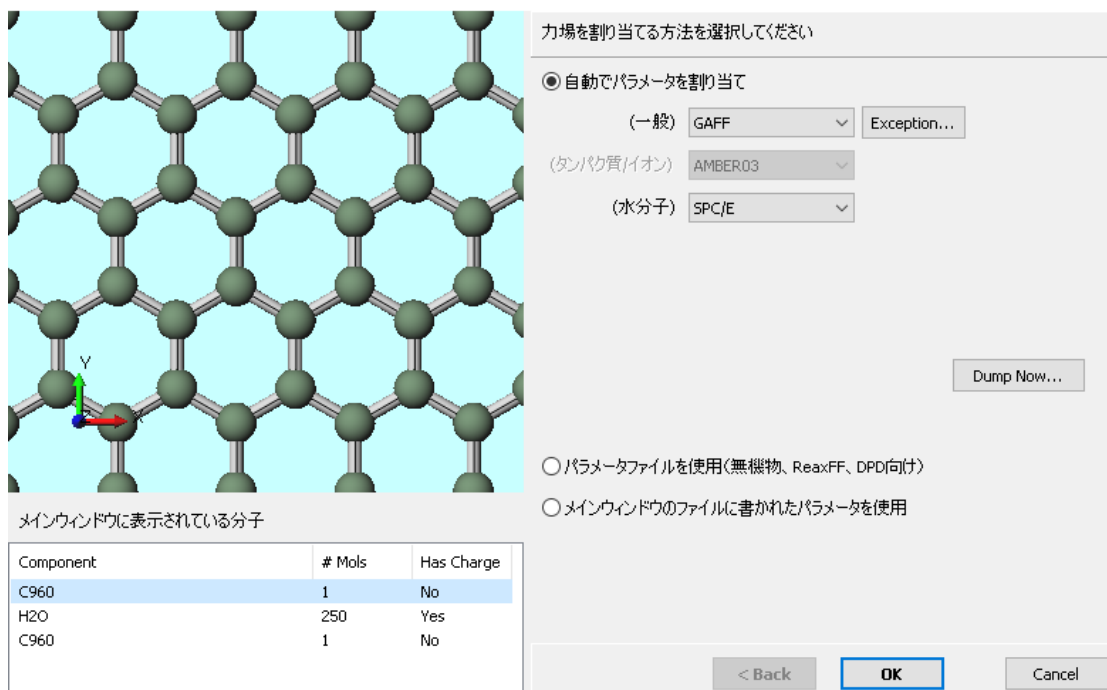 力場を割り当てる方法を選択してください
自動でパラメータを割り当て
(一般) GAFF Exception...
(タンパク質/イオン) AMBER03
(水分子) SPC/E
Dump Now...
パラメータファイルを使用(無機物、ReaxFF、DPD向け)
メインウィンドウのファイルに書かれたパラメータを使用
Y
X
メインウィンドウに表示されている分子
Component # Mols Has Charge
C960 1 No
H2O 250 Yes
C960 1 No
< Back OK Cancel